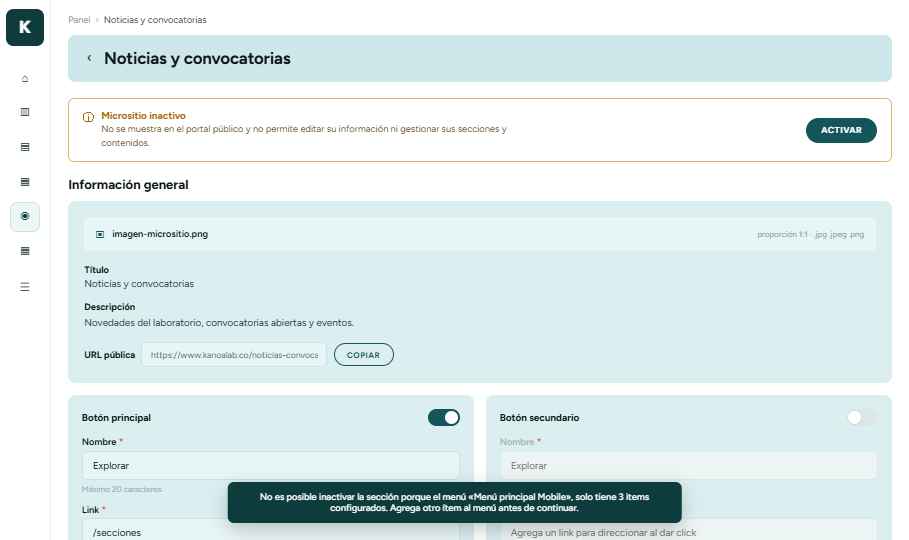 K
Panel › Noticias y convocatorias
‹ Noticias y convocatorias
Micrositio inactivo
No se muestra en el portal público y no permite editar su información ni gestionar sus secciones y
contenidos.
ACTIVAR
Información general
imagen-micrositio.png
proporción 1:1 · .jpg .jpeg .png
Título
Noticias y convocatorias
Descripción
Novedades del laboratorio, convocatorias abiertas y eventos.
URL pública
https://www.kanoalab.co/noticias-convoca
COPIAR
Botón principal
Nombre *
Explorar
Máximo 20 caracteres
Link *
/secciones
Botón secundario
Nombre *
Explorar
Agrega un link para direccionar al dar click
No es posible inactivar la sección porque el menú «Menú principal Mobile», solo tiene 3 ítems
configurados. Agrega otro ítem al menú antes de continuar.